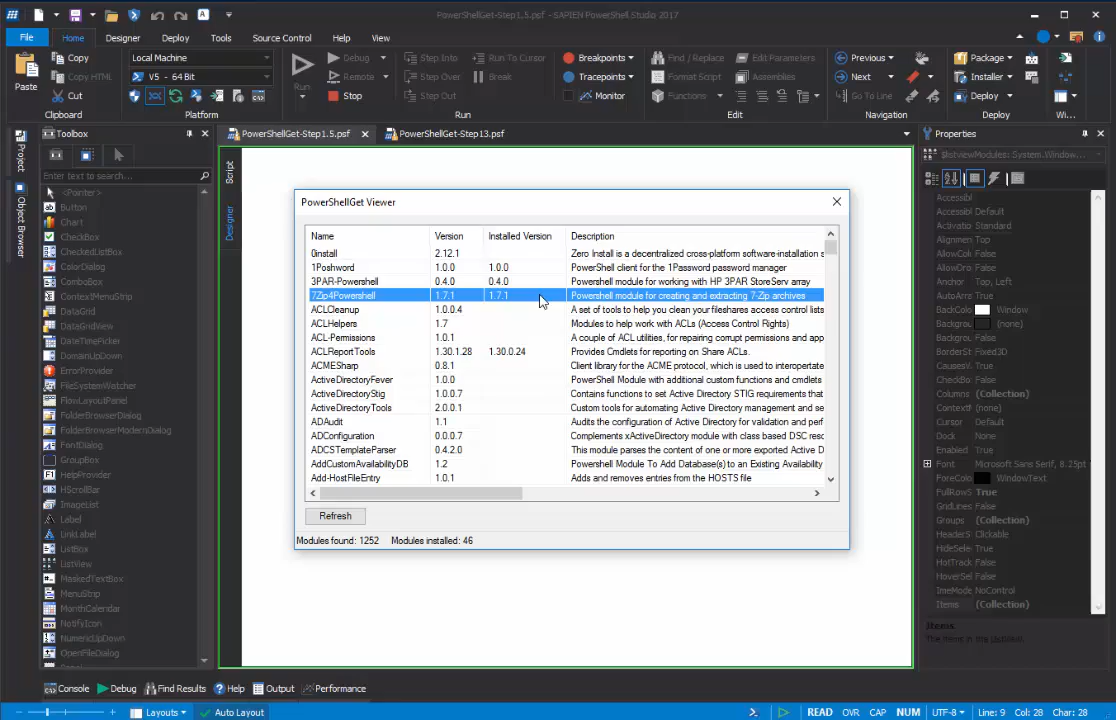 PowerShellGet-Step1.5.psf - SAPIEN PowerShell Studio 2017
File Home Designer Deploy Tools Source Control Help View
Paste
Copy
Copy HTML
Cut
Clipboard
Local Machine
V5 - 64 Bit
Platform
Run
Debug
Remote
Stop
Step Into
Step Over
Step Out
Run To Cursor
Break
Breakpoints
Tracepoints
Monitor
Run
Find / Replace
Format Script
Functions
Edit Parameters
Assemblies
Edit
Previous
Next
Go To Line
Navigation
Package
Installer
Deploy
Deploy
Wi...
Project
Object Browser
Toolbox
Enter text to search...
<Pointer>
Button
Chart
CheckBox
CheckedListBox
ColorDialog
ComboBox
ContextMenuStrip
DataGrid
DataGridView
DateTimePicker
DomainUpDown
ErrorProvider
FileSystemWatcher
FlowLayoutPanel
FolderBrowserDialog
FolderBrowserModernDialog
FontDialog
GroupBox
HelpProvider
HScrollBar
ImageList
Label
LinkLabel
ListBox
ListView
MaskedTextBox
MenuStrip
MonthCalendar
NotifyIcon
NumericUpDown
OpenFileDialog
Panel
PowerShellGet-Step1.5.psf PowerShellGet-Step13.psf
Script
Designer
PowerShellGet Viewer
Name Version Installed Version Description
0install 2.12.1 Zero Install is a decentralized cross-platform software-installation s
1Poshword 1.0.0 1.0.0 PowerShell client for the 1Password password manager
3PAR-Powershell 0.4.0 0.4.0 Powershell module for working with HP 3PAR StoreServ array
7Zip4Powershell 1.7.1 1.7.1 Powershell module for creating and extracting 7-Zip archives
ACLCleanup 1.0.0.4 A set of tools to help you clean your fileshares access control lists
ACLHelpers 1.7 Modules to help work with ACLs (Access Control Rights)
ACL-Permissions 1.0.1 A couple of ACL utilities, for repairing corrupt permissions and app
ACLReportTools 1.30.1.28 1.30.0.24 Provides Cmdlets for reporting on Share ACLs.
ACMESharp 0.8.1 Client library for the ACME protocol, which is used to interopertate
ActiveDirectoryFever 1.0.0 PowerShell Module with additional custom functions and cmdlets
ActiveDirectoryStig 1.0.0.7 Contains functions to set Active Directory STIG requirements that
ActiveDirectoryTools 2.0.0.1 Custom tools for automating Active Directory management and se
ADAudit 1.1 Audits the configuration of Active Directory for validation and perf
ADConfiguration 0.0.0.7 Complements xActiveDirectory module with class based DSC resc
ADCSTemplateParser 0.4.2.0 This module parses the content of one or more exported Active D
AddCustomAvailabilityDB 1.2 Powershell Module To Add Database(s) to an Existing Availability
Add-HostFileEntry 1.0.1 Adds and removes entries from the HOSTS file
Refresh
Modules found: 1252 Modules installed: 46
Properties
$listviewModules: System.Window...
Accessibl
Accessibl Default
Activatio Standard
Alignmen Top
AllowCol False
AllowDra False
Anchor Top, Left
AutoArra True
BackCol Window
Backgrou (none)
Backgrou False
BorderSt Fixed3D
CausesV True
CheckBo False
Columns (Collection)
ContextM (none)
Cursor Default
Dock None
Enabled True
Font Microsoft Sans Serif, 8.25pt
ForeColo WindowText
FullRowS True
GridLines False
Groups (Collection)
HeaderS Clickable
HideSelec True
HotTrack False
HoverSel False
ImeMode NoControl
Items (Collection)
Items
The items in the ListView.
Console Debug Find Results Help Output Performance
Layouts Auto Layout READ OVR CAP NUM UTF-8 Line: 9 Col: 28 Char: 28